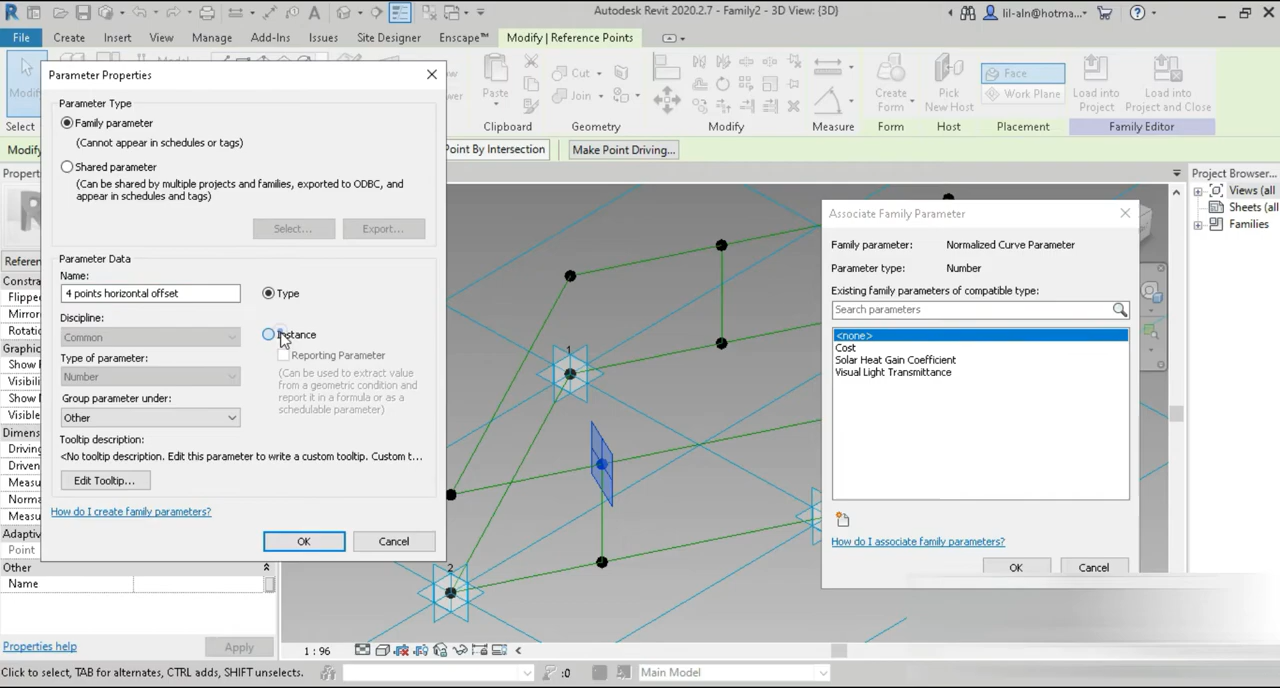 Autodesk Revit 2020.2.7 - Family2 - 3D View: {3D}
lil-aln@hotma...
File Create Insert View Manage Add-Ins Issues Site Designer Enscape™ Modify | Reference Points
Modify
Paste
Cut
Join
Create
Form
Pick
New Host
Face
Work Plane
Load into
Project
Load into
Project and Close
Select Clipboard Geometry Modify Measure Form Host Placement Family Editor
Point By Intersection Make Point Driving...
Parameter Properties
Parameter Type
Family parameter
(Cannot appear in schedules or tags)
Shared parameter
(Can be shared by multiple projects and families, exported to ODBC, and
appear in schedules and tags)
Select... Export...
Parameter Data
Name:
4 points horizontal offset
Type
Discipline:
Common
Instance
Reporting Parameter
Type of parameter:
Number
(Can be used to extract value
from a geometric condition and
report it in a formula or as a
schedulable parameter)
Group parameter under:
Other
Tooltip description:
<No tooltip description. Edit this parameter to write a custom tooltip. Custom t...
Edit Tooltip...
How do I create family parameters?
OK Cancel
Other
Name
Properties help Apply
1
2
Associate Family Parameter
Family parameter: Normalized Curve Parameter
Parameter type: Number
Existing family parameters of compatible type:
Search parameters
<none>
Cost
Solar Heat Gain Coefficient
Visual Light Transmittance
How do I associate family parameters?
OK Cancel
Project Browser...
Views (all
Sheets (al
Families
1 : 96
Click to select, TAB for alternates, CTRL adds, SHIFT unselects.
:0
Main Model